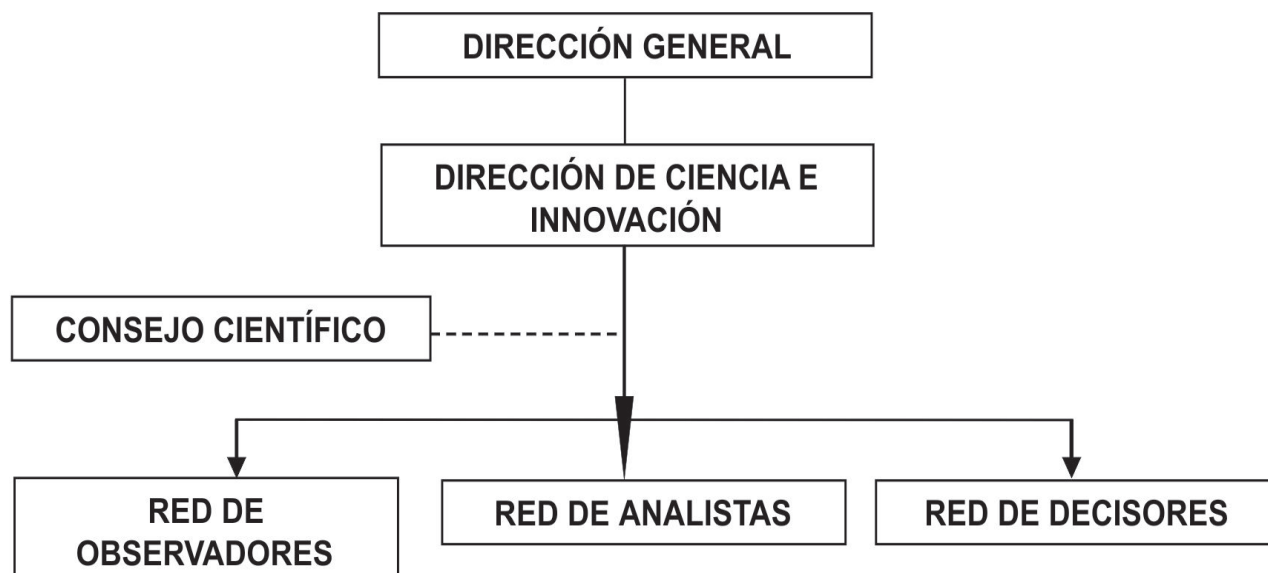 DIRECCIÓN GENERAL
DIRECCIÓN DE CIENCIA E
INNOVACIÓN
CONSEJO CIENTÍFICO
RED DE
OBSERVADORES
RED DE ANALISTAS
RED DE DECISORES